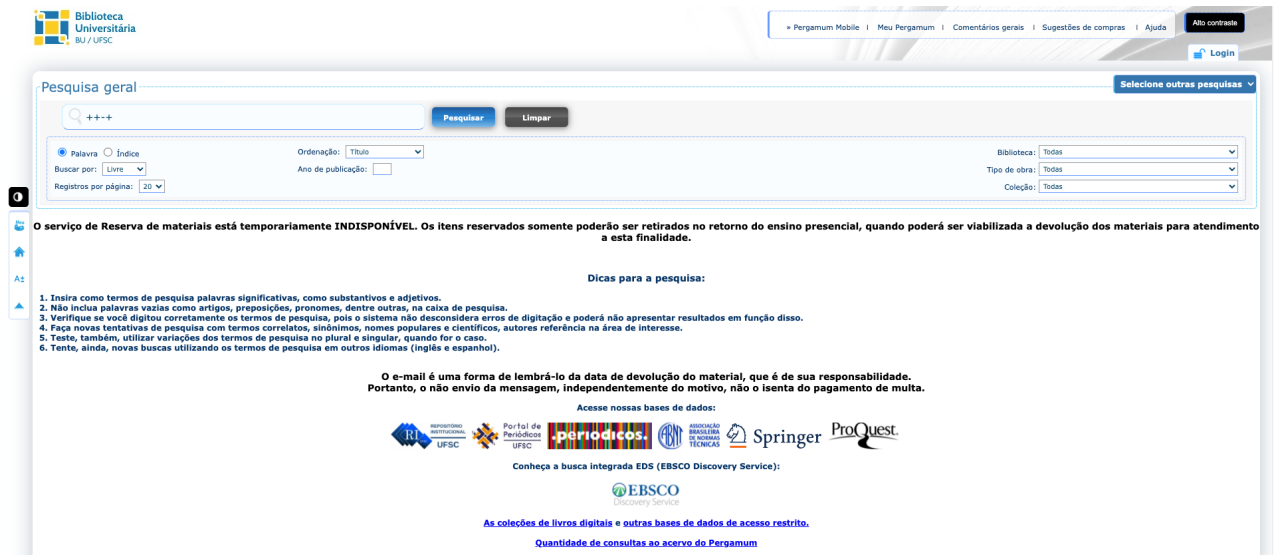 Biblioteca
Universitária
BU / UFSC
» Pergamum Mobile | Meu Pergamum | Comentários gerais | Sugestões de compras | Ajuda
Alto contraste
Login
Pesquisa geral
Selecione outras pesquisas
++-+
Pesquisar
Limpar
Palavra Índice
Ordenação: Título
Biblioteca: Todas
Buscar por: Livre
Ano de publicação:
Tipo de obra: Todas
Registros por página: 20
Coleção: Todas
Meu
O serviço de Reserva de materiais está temporariamente INDISPONÍVEL. Os itens reservados somente poderão ser retirados no retorno do ensino presencial, quando poderá ser viabilizada a devolução dos materiais para atendimento
a esta finalidade.
A±
Dicas para a pesquisa:
1. Insira como termos de pesquisa palavras significativas, como substantivos e adjetivos.
2. Não inclua palavras vazias como artigos, preposições, pronomes, dentre outras, na caixa de pesquisa.
3. Verifique se você digitou corretamente os termos de pesquisa, pois o sistema não desconsidera erros de digitação e poderá não apresentar resultados em função disso.
4. Faça novas tentativas de pesquisa com termos correlatos, sinônimos, nomes populares e científicos, autores referência na área de interesse.
5. Teste, também, utilizar variações dos termos de pesquisa no plural e singular, quando for o caso.
6. Tente, ainda, novas buscas utilizando os termos de pesquisa em outros idiomas (inglês e espanhol).
O e-mail é uma forma de lembrá-lo da data de devolução do material, que é de sua responsabilidade.
Portanto, o não envio da mensagem, independentemente do motivo, não o isenta do pagamento de multa.
Acesse nossas bases de dados:
RI REPOSITÓRIO INSTITUCIONAL UFSC
Portal de Periódicos UFSC
.periodicos.
ABNT ASSOCIAÇÃO BRASILEIRA DE NORMAS TÉCNICAS
Springer
ProQuest.
Conheça a busca integrada EDS (EBSCO Discovery Service):
EBSCO
Discovery Service
As coleções de livros digitais e outras bases de dados de acesso restrito.
Quantidade de consultas ao acervo do Pergamum